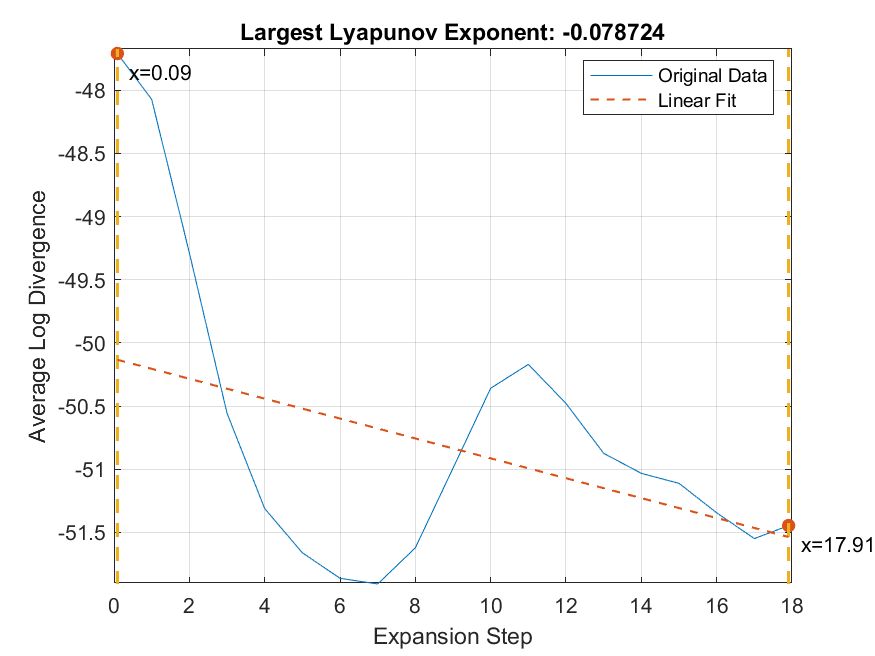 Largest Lyapunov Exponent: -0.078724
Original Data
Linear Fit
x=0.09
x=17.91
Average Log Divergence
-48
-48.5
-49
-49.5
-50
-50.5
-51
-51.5
0 2 4 6 8 10 12 14 16 18
Expansion Step